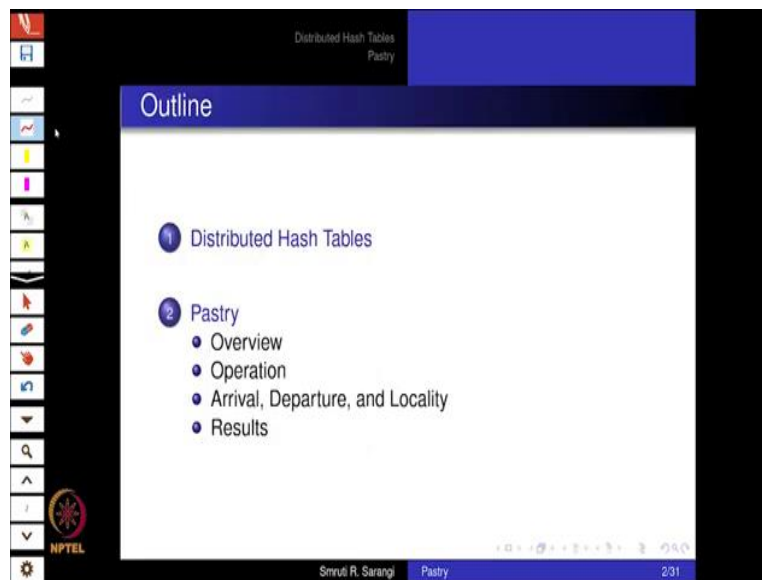 Distributed Hash Tables
Pastry
Outline
1 Distributed Hash Tables
2 Pastry
Overview
Operation
Arrival, Departure, and Locality
Results
NPTEL
Smruti R. Sarangi Pastry 2/31